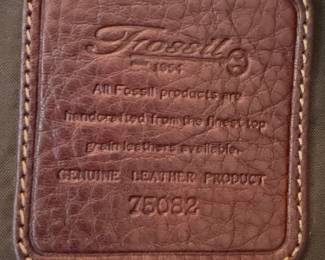 Fossil
1954
All Fossil products are
handcrafted from the finest top
grain leathers available.
GENUINE LEATHER PRODUCT
75082